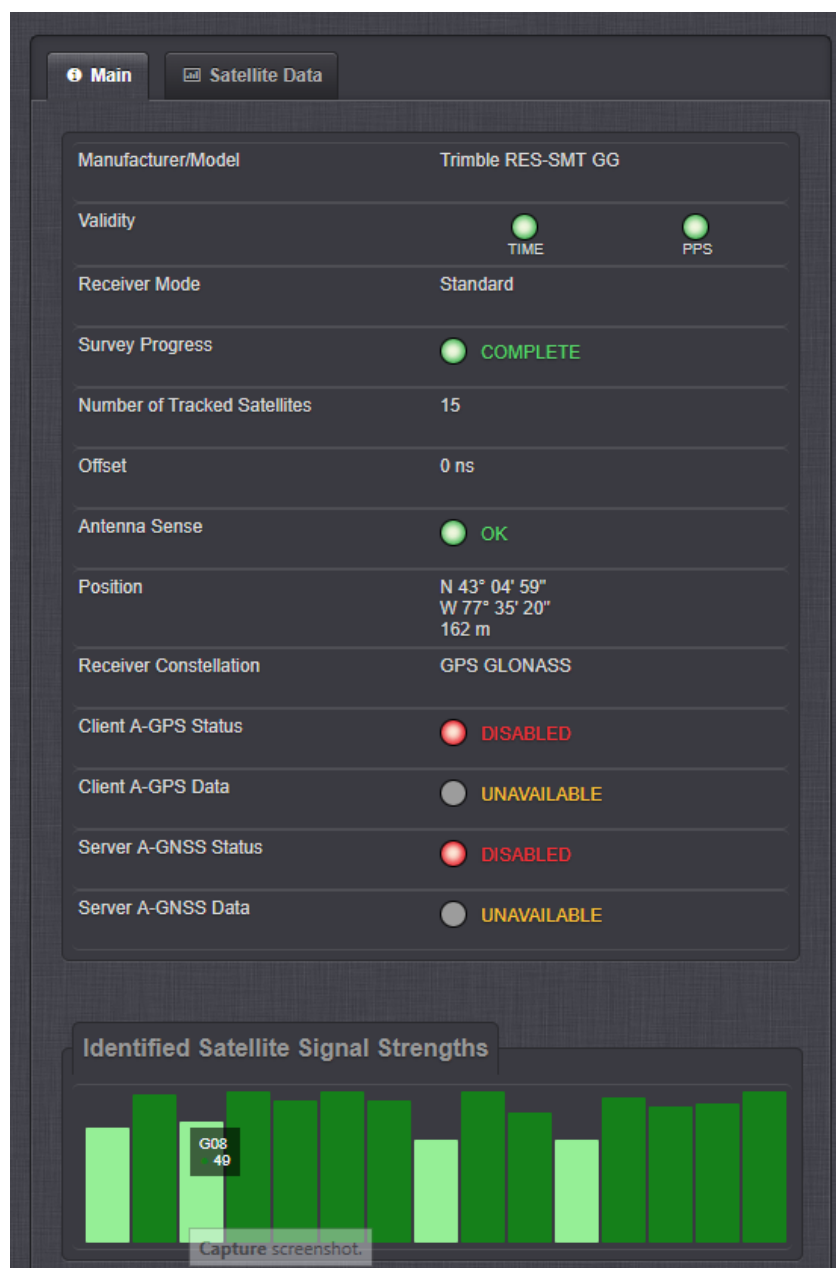 Main
Satellite Data
Manufacturer/Model Trimble RES-SMT GG
Validity
TIME PPS
Receiver Mode Standard
Survey Progress COMPLETE
Number of Tracked Satellites 15
Offset 0 ns
Antenna Sense OK
Position N 43° 04' 59"
W 77° 35' 20"
162 m
Receiver Constellation GPS GLONASS
Client A-GPS Status DISABLED
Client A-GPS Data UNAVAILABLE
Server A-GNSS Status DISABLED
Server A-GNSS Data UNAVAILABLE
Identified Satellite Signal Strengths
G08
49
Capture screenshot.